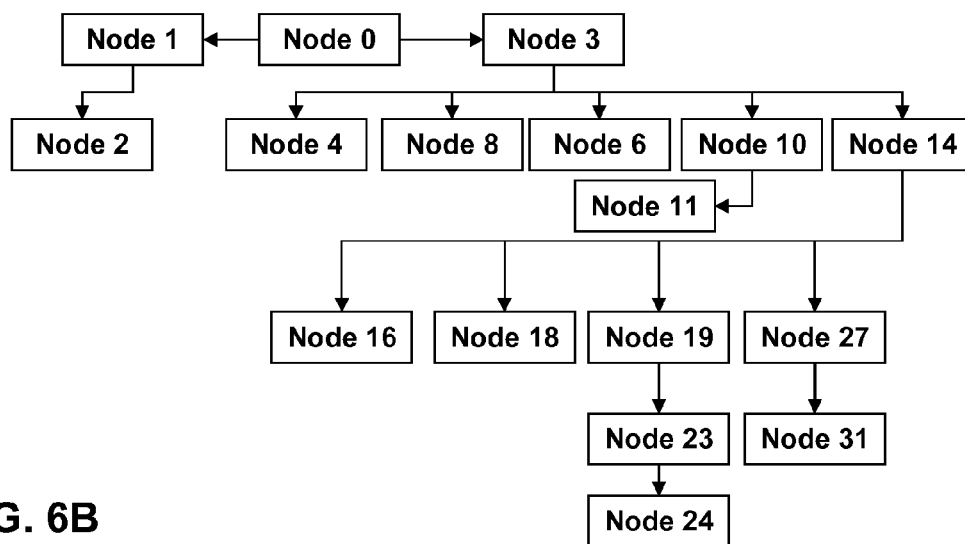 Node 1
Node 0
Node 3
Node 2
Node 4
Node 8
Node 6
Node 10
Node 14
Node 11
Node 16
Node 18
Node 19
Node 27
Node 23
Node 31
Node 24
G. 6B